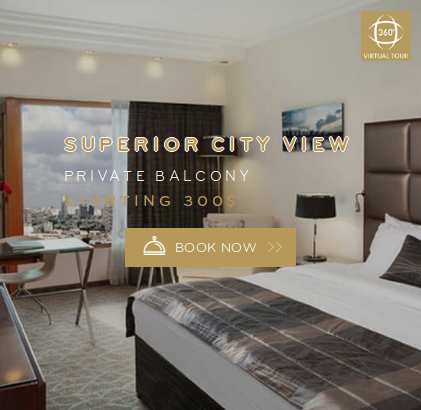 360°
VIRTUAL TOUR
SUPERIOR CITY VIEW
PRIVATE BALCONY
STARTING 300$
BOOK NOW